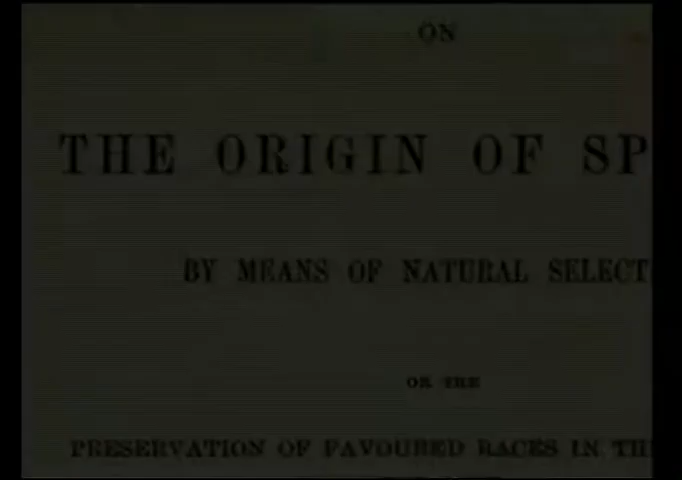 ON
THE ORIGIN OF SP
BY MEANS OF NATURAL SELECT
OR THE
PRESERVATION OF FAVOURED RACES IN TH